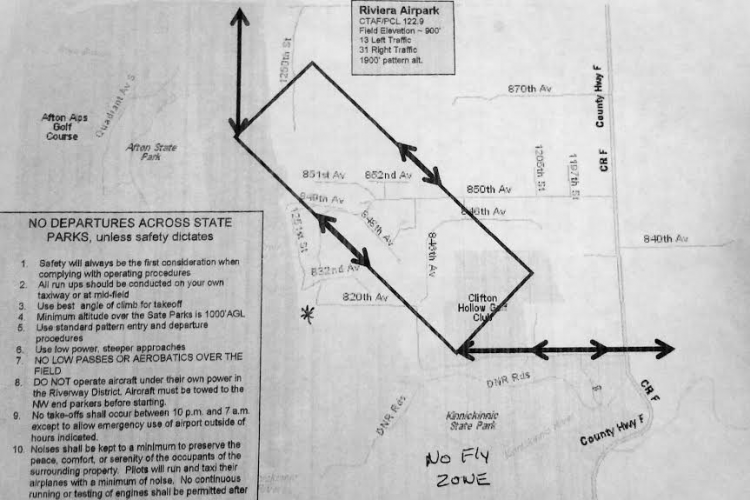 Riviera Airpark
CTAF/PCL 122.9
Field Elevation ~ 900'
13 Left Traffic
31 Right Traffic
1900' pattern alt.
1250th St
870th Av
County Hwy F
Quadrant Av S
Afton Alps
Golf
Course
Afton State
Park
CR F
1205th St
1197th St
851st Av
852nd Av
850th Av
849th Av
846th Av
1251st St
840th Av
832nd Av
820th Av
Clifton
Hollow Golf
Club
*
NO DEPARTURES ACROSS STATE
PARKS, unless safety dictates
1. Safety will always be the first consideration when
complying with operating procedures
2. All run ups should be conducted on your own
taxiway or at mid-field
3. Use best angle of climb for takeoff
4. Minimum altitude over the Sate Parks is 1000'AGL
5. Use standard pattern entry and departure
procedures
6. Use low power, steeper approaches
7. NO LOW PASSES OR AEROBATICS OVER THE
FIELD
8. DO NOT operate aircraft under their own power in
the Riverway District. Aircraft must be towed to the
NW end parkers before starting.
9. No take-offs shall occur between 10 p.m. and 7 a.m.
except to allow emergency use of airport outside of
hours indicated.
10. Noises shall be kept to a minimum to preserve the
peace, comfort, or serenity of the occupants of the
surrounding property. Pilots will run and taxi their
airplanes with a minimum of noise. No continuous
running or testing of engines shall be permitted after
DNR Rds
DNR Rds
CR F
County Hwy F
Kinnickinnic
State Park
No Fly
ZONE